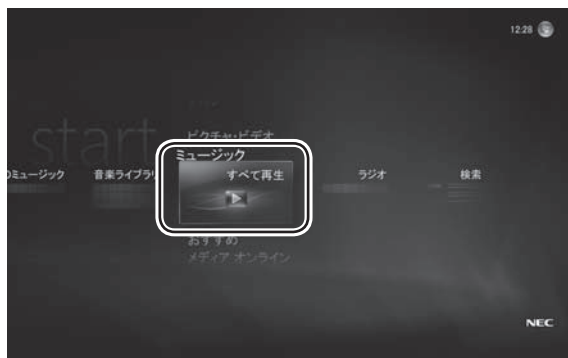 12:28
start
ピクチャ・ビデオ
ミュージック
のミュージック
音楽ライブラリ
すべて再生
ラジオ
検索
おすすめ
メディア オンライン
NEC